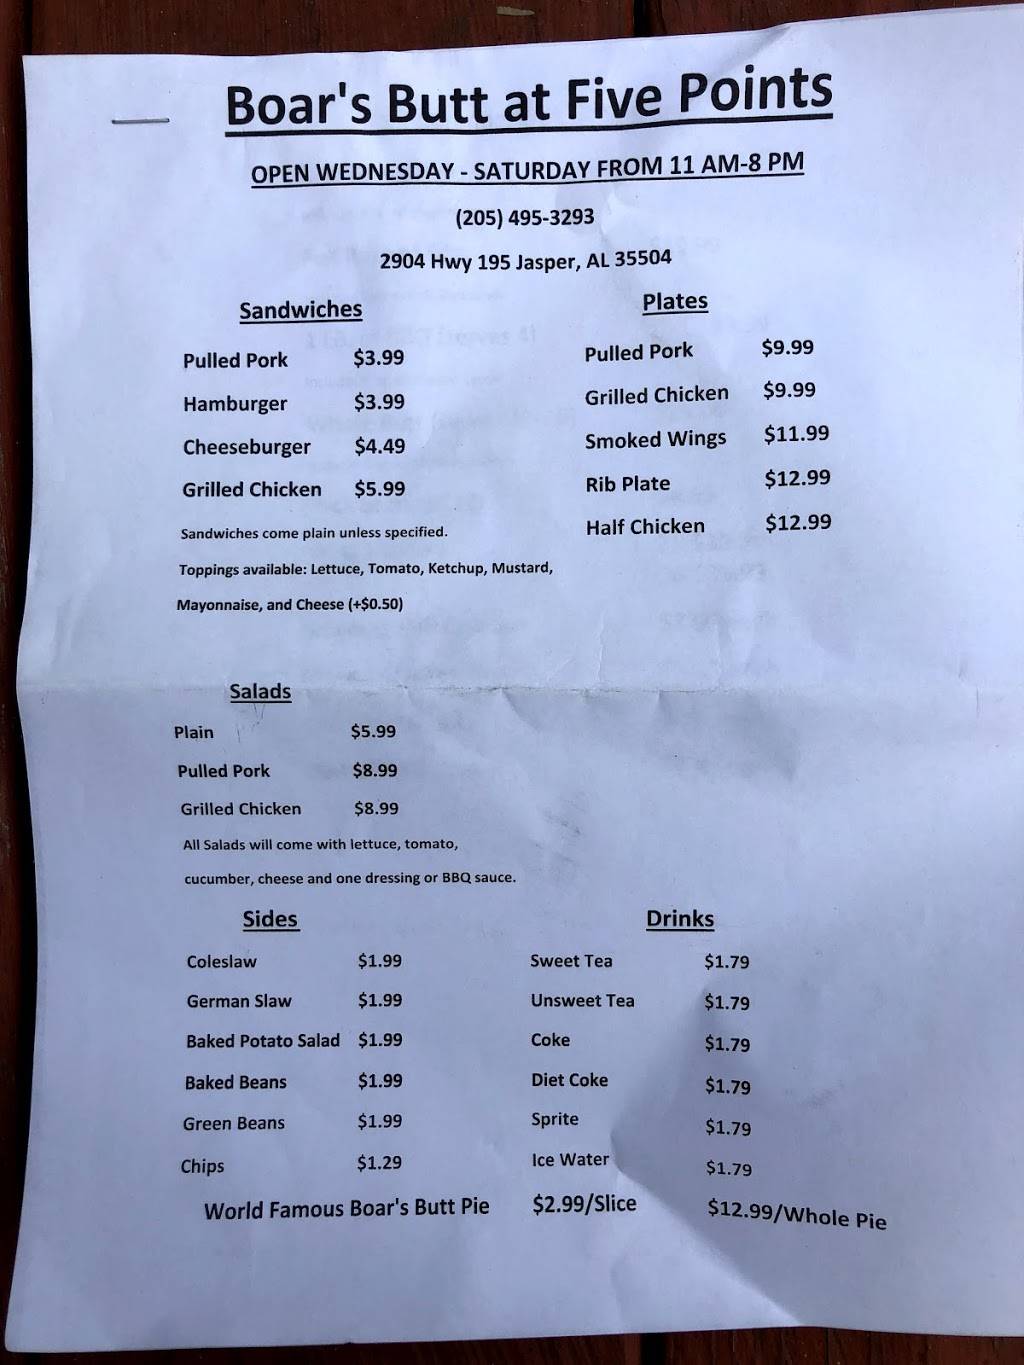 Boar's Butt at Five Points
OPEN WEDNESDAY - SATURDAY FROM 11 AM-8 PM
(205) 495-3293
2904 Hwy 195 Jasper, AL 35504
Sandwiches
Pulled Pork $3.99
Hamburger $3.99
Cheeseburger $4.49
Grilled Chicken $5.99
Sandwiches come plain unless specified.
Toppings available: Lettuce, Tomato, Ketchup, Mustard,
Mayonnaise, and Cheese (+$0.50)
Plates
Pulled Pork $9.99
Grilled Chicken $9.99
Smoked Wings $11.99
Rib Plate $12.99
Half Chicken $12.99
Salads
Plain $5.99
Pulled Pork $8.99
Grilled Chicken $8.99
All Salads will come with lettuce, tomato,
cucumber, cheese and one dressing or BBQ sauce.
Sides
Coleslaw $1.99
German Slaw $1.99
Baked Potato Salad $1.99
Baked Beans $1.99
Green Beans $1.99
Chips $1.29
Drinks
Sweet Tea $1.79
Unsweet Tea $1.79
Coke $1.79
Diet Coke $1.79
Sprite $1.79
Ice Water $1.79
World Famous Boar's Butt Pie $2.99/Slice $12.99/Whole Pie